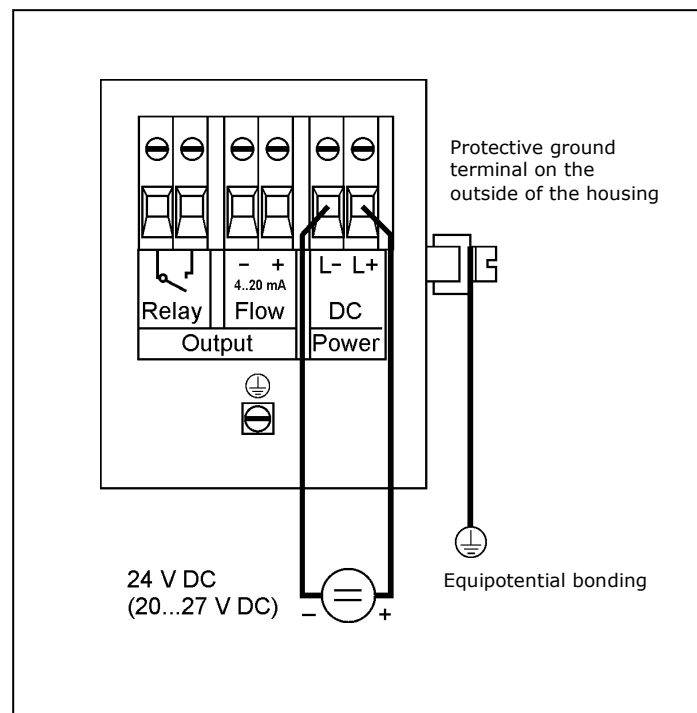 Protective ground
terminal on the
outside of the housing
- + L- L+
4..20 mA
Relay Flow DC
Output Power
24 V DC
(20...27 V DC)
- +
Equipotential bonding